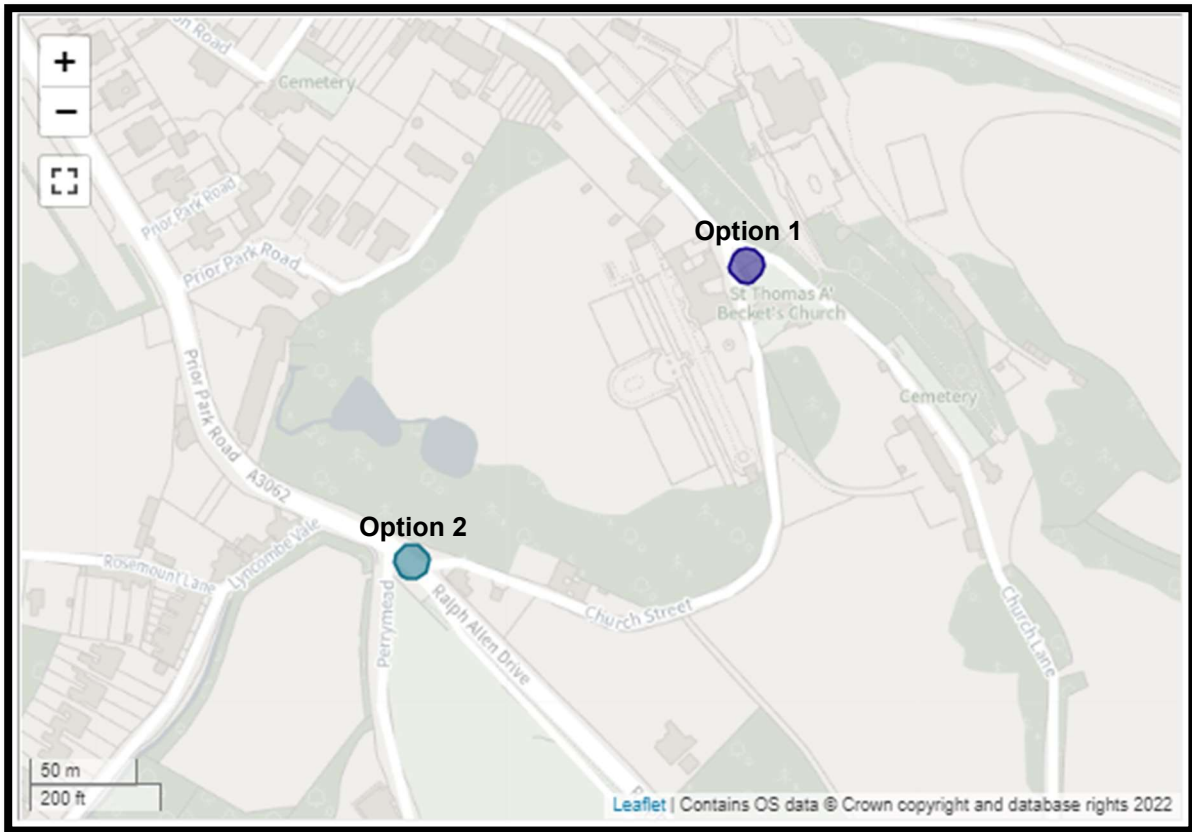 +
−
on Road
Cemetery
Prior Park Road
Prior Park Road
Option 1
St Thomas A'
Becket's Church
Prior Park Road
Cemetery
A3062
Option 2
Lyncombe Vale
Rosemount Lane
Perrymead
Ralph Allen Drive
Church Street
Church Lane
50 m
200 ft
Leaflet | Contains OS data © Crown copyright and database rights 2022